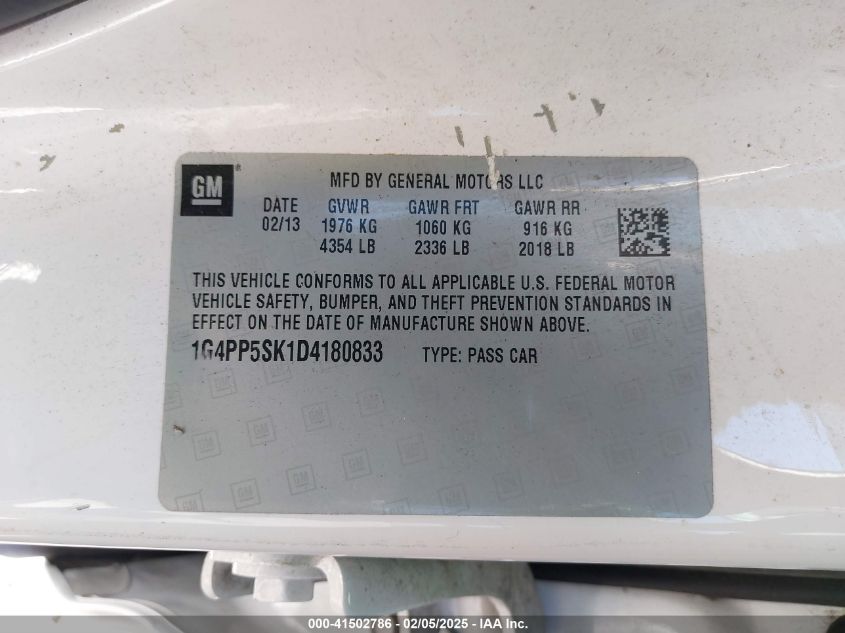 GM ®
MFD BY GENERAL MOTORS LLC
DATE GVWR GAWR FRT GAWR RR
02/13 1976 KG 1060 KG 916 KG
4354 LB 2336 LB 2018 LB
THIS VEHICLE CONFORMS TO ALL APPLICABLE U.S. FEDERAL MOTOR
VEHICLE SAFETY, BUMPER, AND THEFT PREVENTION STANDARDS IN
EFFECT ON THE DATE OF MANUFACTURE SHOWN ABOVE.
1G4PP5SK1D4180833 TYPE: PASS CAR
000-41502786 - 02/05/2025 - IAA Inc.